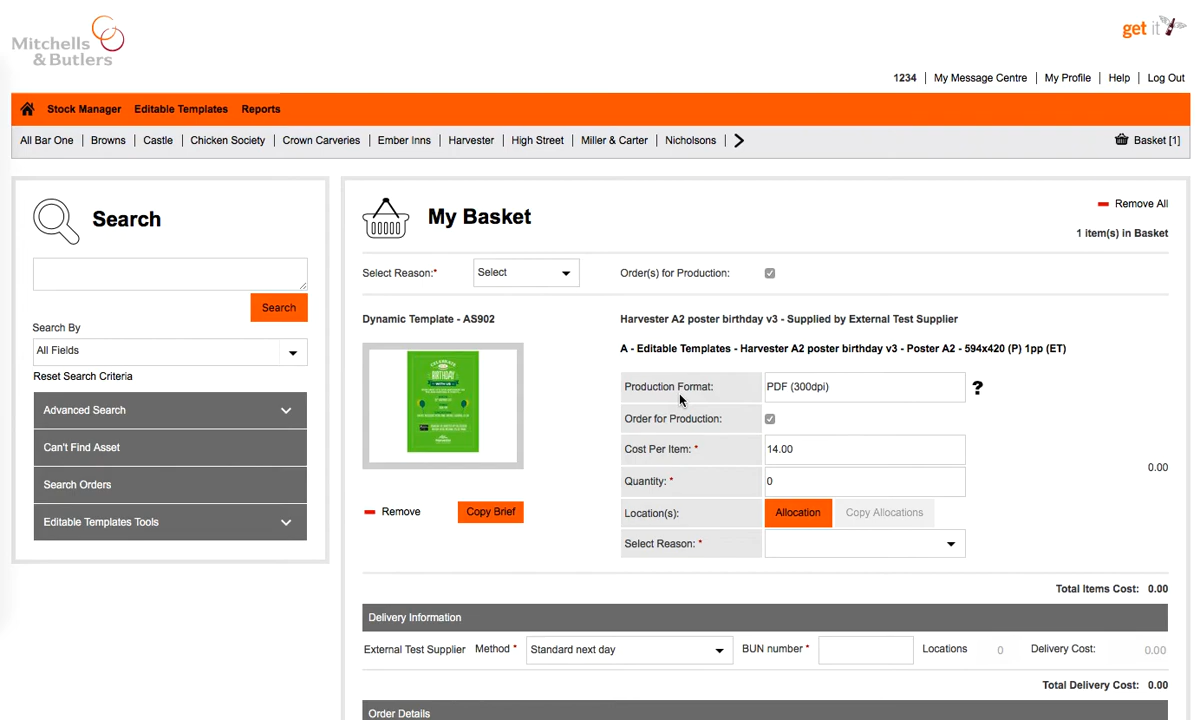 Mitchells
& Butlers
get it
1234 | My Message Centre | My Profile | Help | Log Out
Stock Manager Editable Templates Reports
All Bar One | Browns | Castle | Chicken Society | Crown Carveries | Ember Inns | Harvester | High Street | Miller & Carter | Nicholsons |
Basket [1]
Search
Search
Search By
All Fields
Reset Search Criteria
Advanced Search
Can't Find Asset
Search Orders
Editable Templates Tools
My Basket
Remove All
1 item(s) in Basket
Select Reason:* Select Order(s) for Production:
Dynamic Template - AS902
Harvester A2 poster birthday v3 - Supplied by External Test Supplier
A - Editable Templates - Harvester A2 poster birthday v3 - Poster A2 - 594x420 (P) 1pp (ET)
CELEBRATE
BIRTHDAY
WITH US
Remove Copy Brief
Production Format: PDF (300dpi) ?
Order for Production:
Cost Per Item: * 14.00
Quantity: * 0
0.00
Location(s): Allocation Copy Allocations
Select Reason: *
Total Items Cost: 0.00
Delivery Information
External Test Supplier Method * Standard next day BUN number * Locations 0 Delivery Cost: 0.00
Total Delivery Cost: 0.00
Order Details